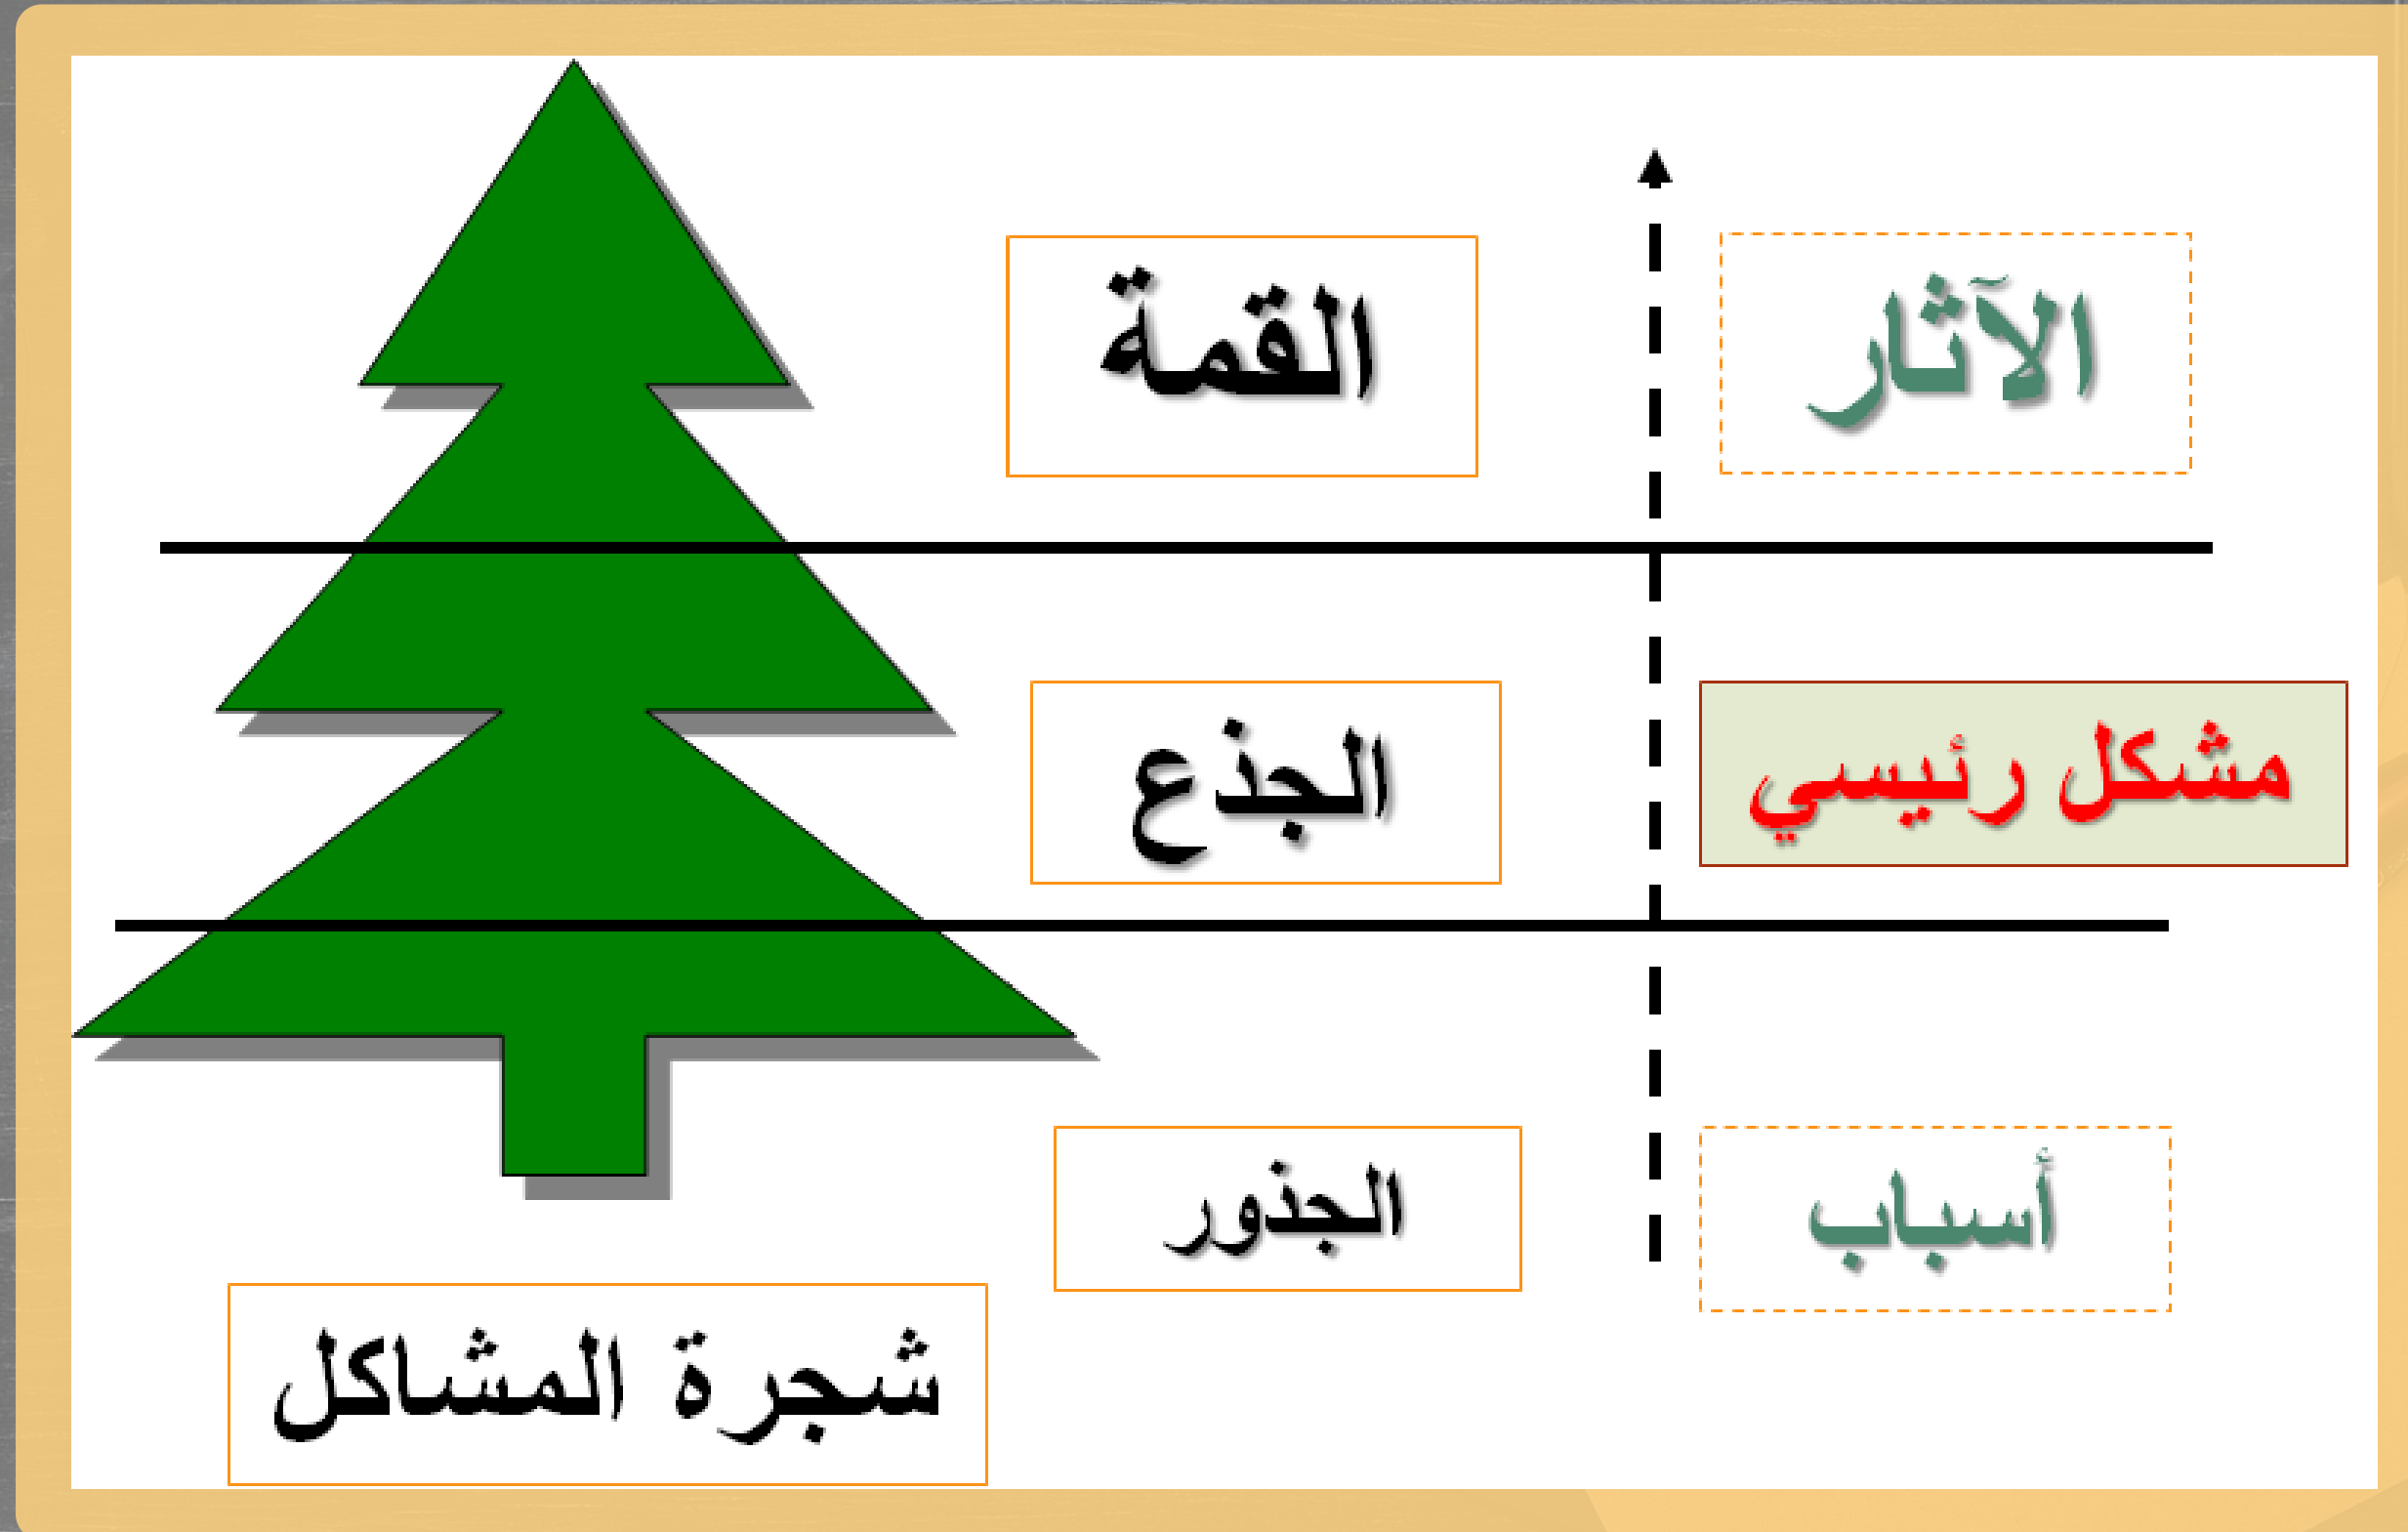 الآثار
القمة
مشكل رئيسي
الجذع
أسباب
الجذور
شجرة المشاكل